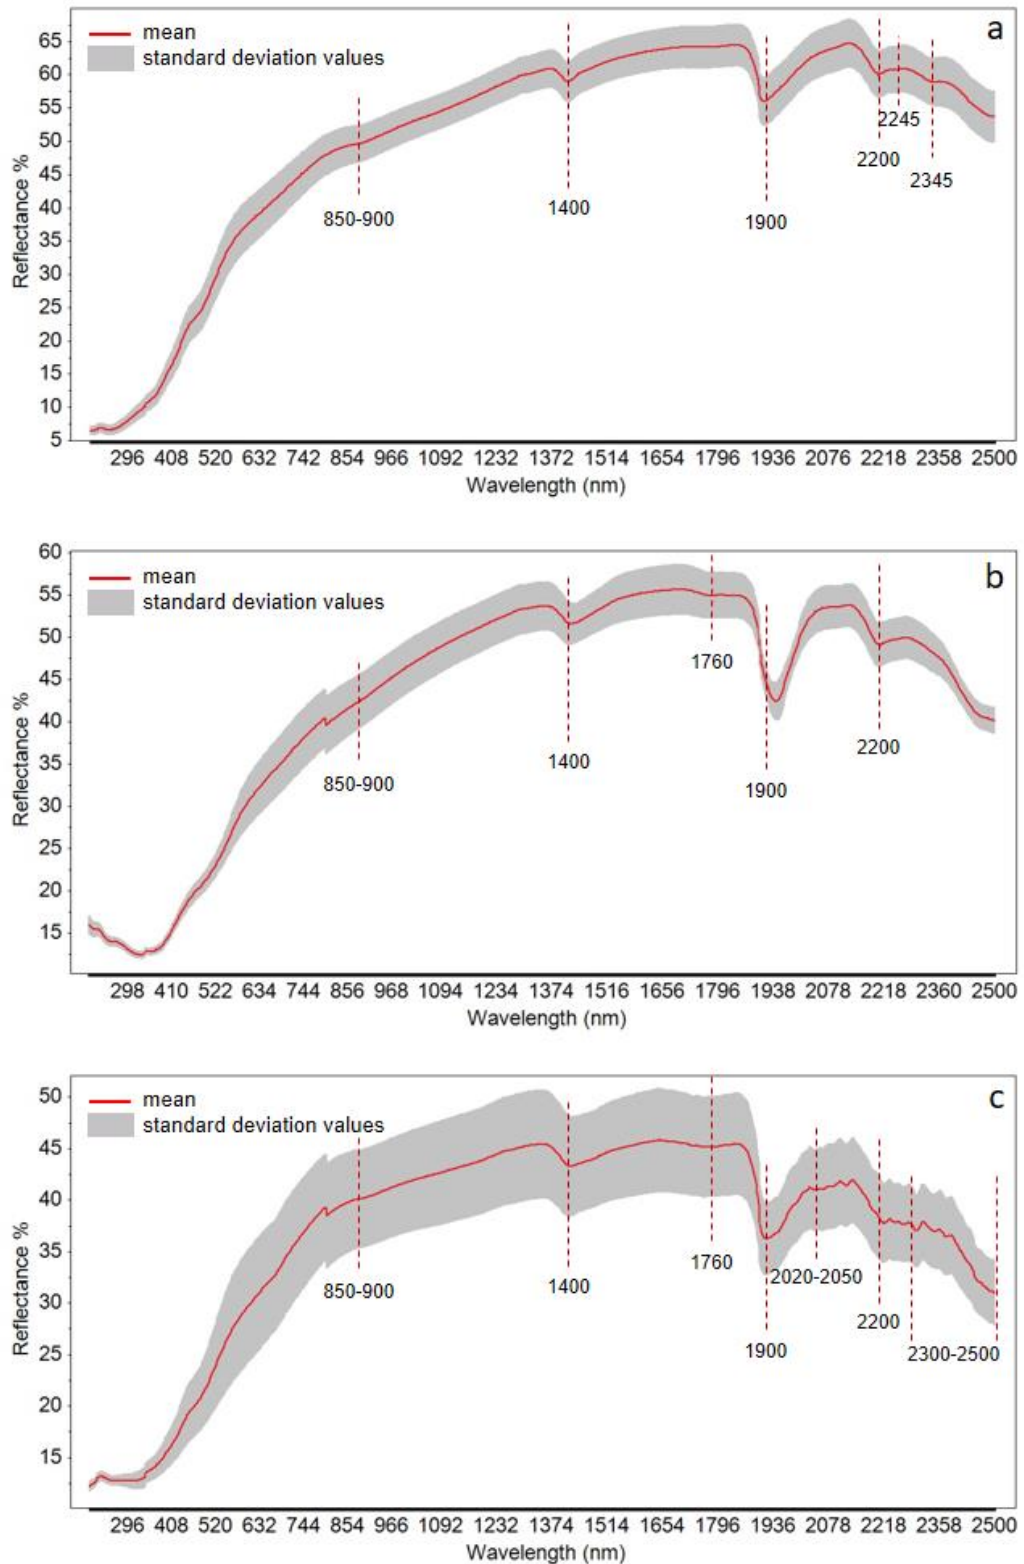 a
mean
standard deviation values
65
60
55
50
45
40
35
30
25
20
15
10
5
Reflectance %
850-900
1400
1900
2200
2245
2345
296 408 520 632 742 854 966 1092 1232 1372 1514 1654 1796 1936 2076 2218 2358 2500
Wavelength (nm)
b
mean
standard deviation values
60
55
50
45
40
35
30
25
20
15
Reflectance %
850-900
1400
1760
1900
2200
298 410 522 634 744 856 968 1094 1234 1374 1516 1656 1796 1938 2078 2218 2360 2500
Wavelength (nm)
c
mean
standard deviation values
50
45
40
35
30
25
20
15
Reflectance %
850-900
1400
1760
1900
2020-2050
2200
2300-2500
296 408 520 632 744 854 966 1092 1232 1374 1514 1654 1796 1936 2078 2218 2358 2500
Wavelength (nm)